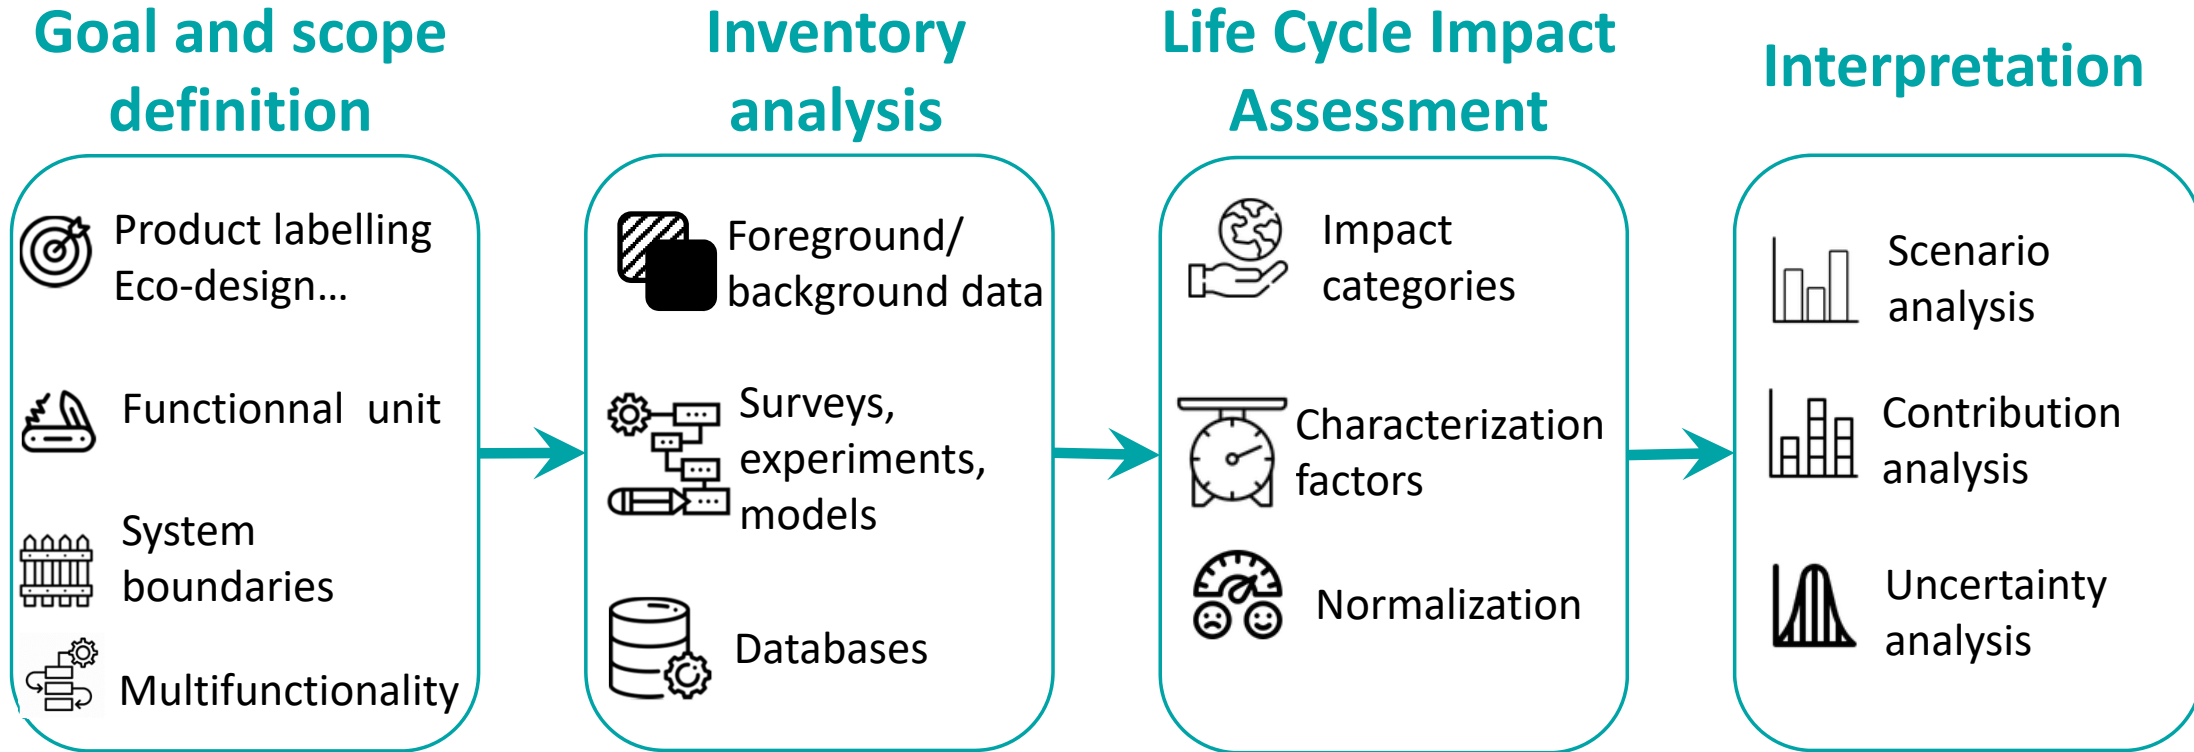 Goal and scope
definition
Product labelling
Eco-design…
Functionnal unit
System
boundaries
Multifunctionality
Inventory
analysis
Foreground/
background data
Surveys,
experiments,
models
Databases
Life Cycle Impact
Assessment
Impact
categories
Characterization
factors
Normalization
Interpretation
Scenario
analysis
Contribution
analysis
Uncertainty
analysis